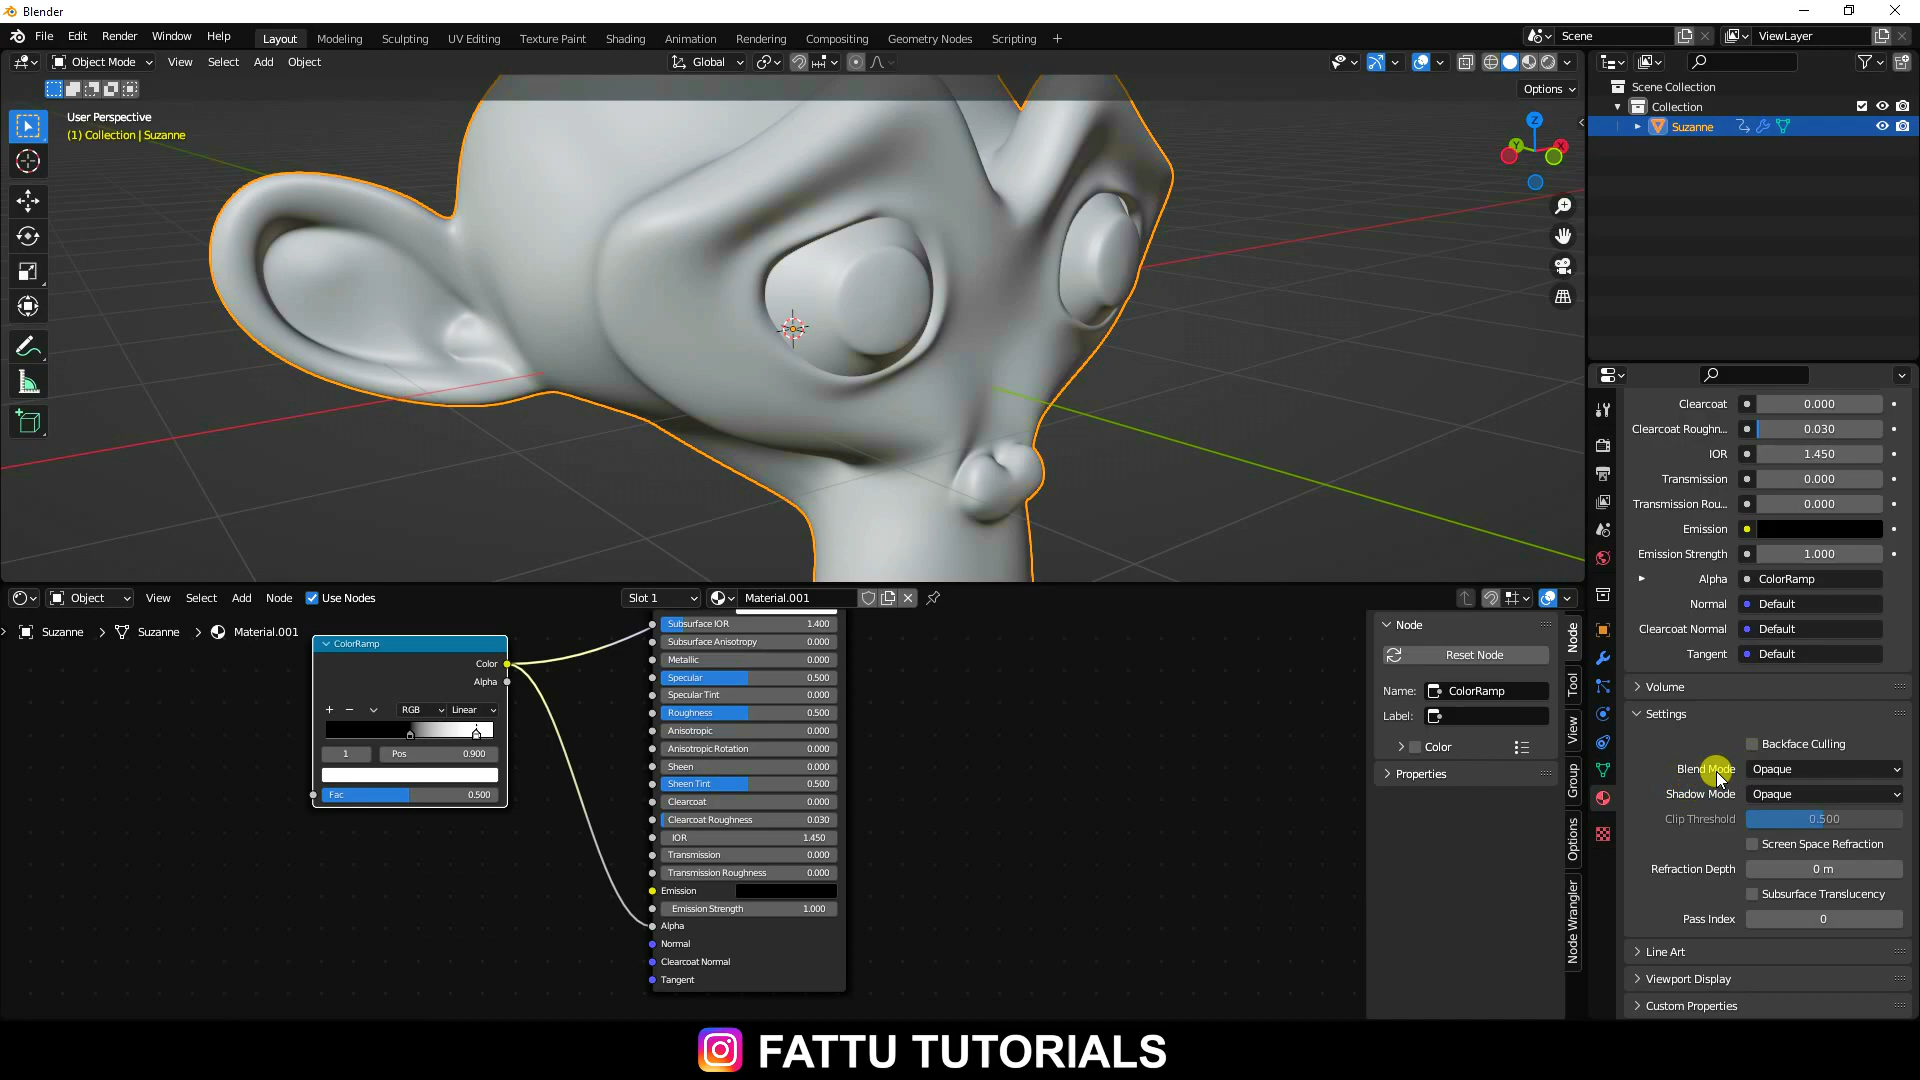 Blender
File Edit Render Window Help Layout Modeling Sculpting UV Editing Texture Paint Shading Animation Rendering Compositing Geometry Nodes Scripting + Scene ViewLayer
Object Mode View Select Add Object Global
Options
User Perspective
(1) Collection | Suzanne
Z
Y
X
Scene Collection
Collection
Suzanne
Clearcoat 0.000
Clearcoat Roughn... 0.030
IOR 1.450
Transmission 0.000
Transmission Rou... 0.000
Emission
Emission Strength 1.000
Alpha ColorRamp
Normal Default
Clearcoat Normal Default
Tangent Default
Volume
Settings
Backface Culling
Blend Mode Opaque
Shadow Mode Opaque
Clip Threshold 0.500
Screen Space Refraction
Refraction Depth 0 m
Subsurface Translucency
Pass Index 0
Line Art
Viewport Display
Custom Properties
Object View Select Add Node Use Nodes Slot 1 Material.001
Suzanne > Suzanne > Material.001
ColorRamp
Color
Alpha
+ − RGB Linear
1 Pos 0.900
Fac 0.500
Subsurface IOR 1.400
Subsurface Anisotropy 0.000
Metallic 0.000
Specular 0.500
Specular Tint 0.000
Roughness 0.500
Anisotropic 0.000
Anisotropic Rotation 0.000
Sheen 0.000
Sheen Tint 0.500
Clearcoat 0.000
Clearcoat Roughness 0.030
IOR 1.450
Transmission 0.000
Transmission Roughness 0.000
Emission
Emission Strength 1.000
Alpha
Normal
Clearcoat Normal
Tangent
Node
Reset Node
Name: ColorRamp
Label:
Color
Properties
Node
Tool
View
Group
Options
Node Wrangler
FATTU TUTORIALS